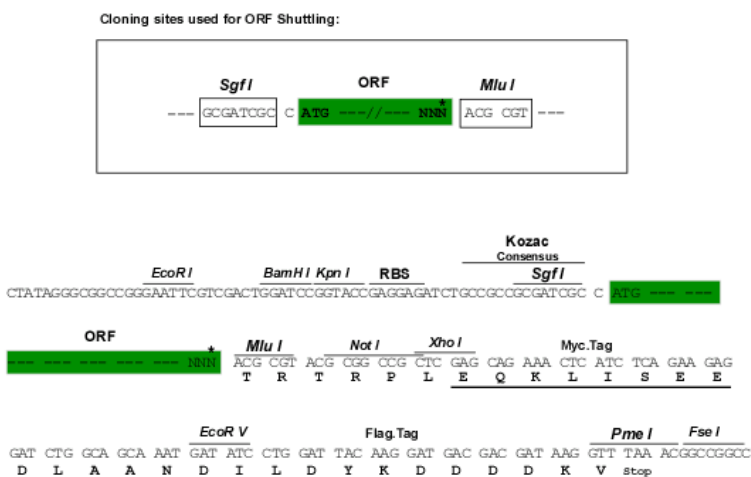 Cloning sites used for ORF Shuttling:
Sgf I ORF Mlu I
--- GCGATCGC C ATG ---//--- NNN* ACG CGT ---
Kozac
Consensus
EcoR I BamH I Kpn I RBS Sgf I
CTATAGGGCGGCCGGGAATTCGTCGACTGGATCCGGTACCGAGGAGATCTGCCGCCGCGATCGC C ATG --- ---
ORF
Mlu I Not I Xho I Myc.Tag
--- --- --- --- --- --- NNN* ACG CGT ACG CGG CCG CTC GAG CAG AAA CTC ATC TCA GAA GAG
T R T R P L E Q K L I S E E
EcoR V Flag.Tag Pme I Fse I
GAT CTG GCA GCA AAT GAT ATC CTG GAT TAC AAG GAT GAC GAC GAT AAG GTT TAA ACGGCCGGCC
D L A A N D I L D Y K D D D D K V Stop